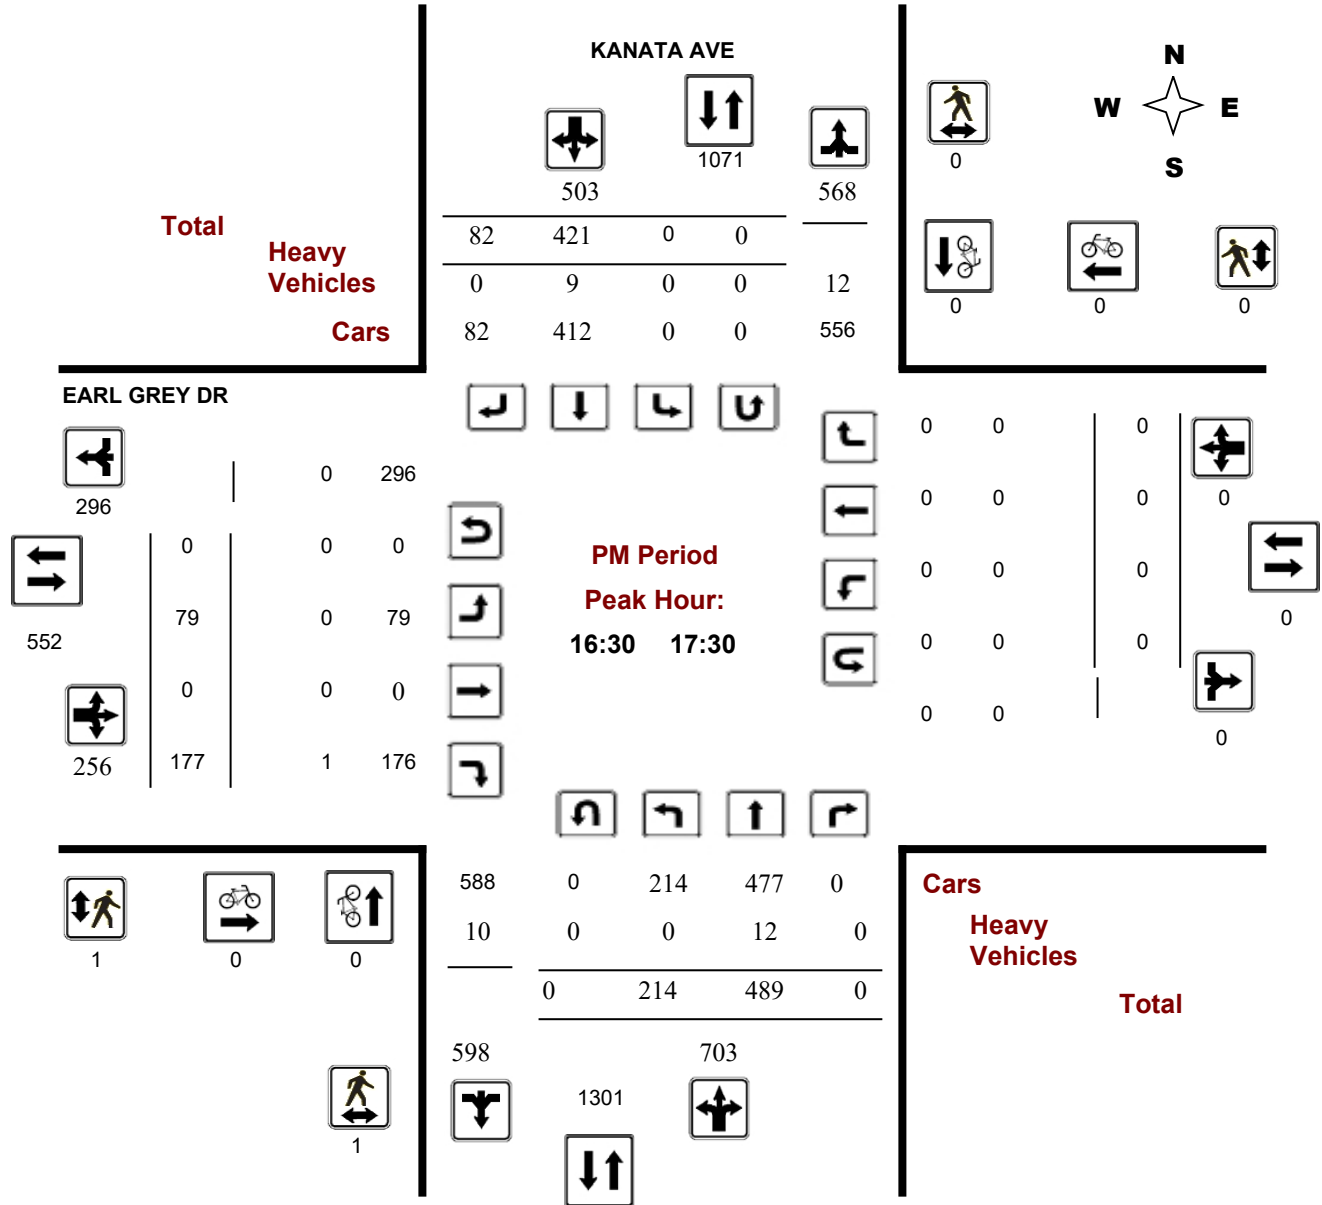 KANATA AVE
N
W E
S
1071
0
503 568
Total
82 421 0 0
Heavy
Vehicles
0 9 0 0 12
0 0 0
Cars
82 412 0 0 556
EARL GREY DR
0 0 0
0 296
296
0 0 0 0
0 0 0
PM Period
0 0 0
Peak Hour:
79 0 79
0
552
16:30 17:30
0 0 0
0 0 0
0 0
0
256
177 1 176
588 0 214 477 0
Cars
10 0 0 12 0
Heavy
Vehicles
1 0 0
0 214 489 0
Total
598 703
1301
1